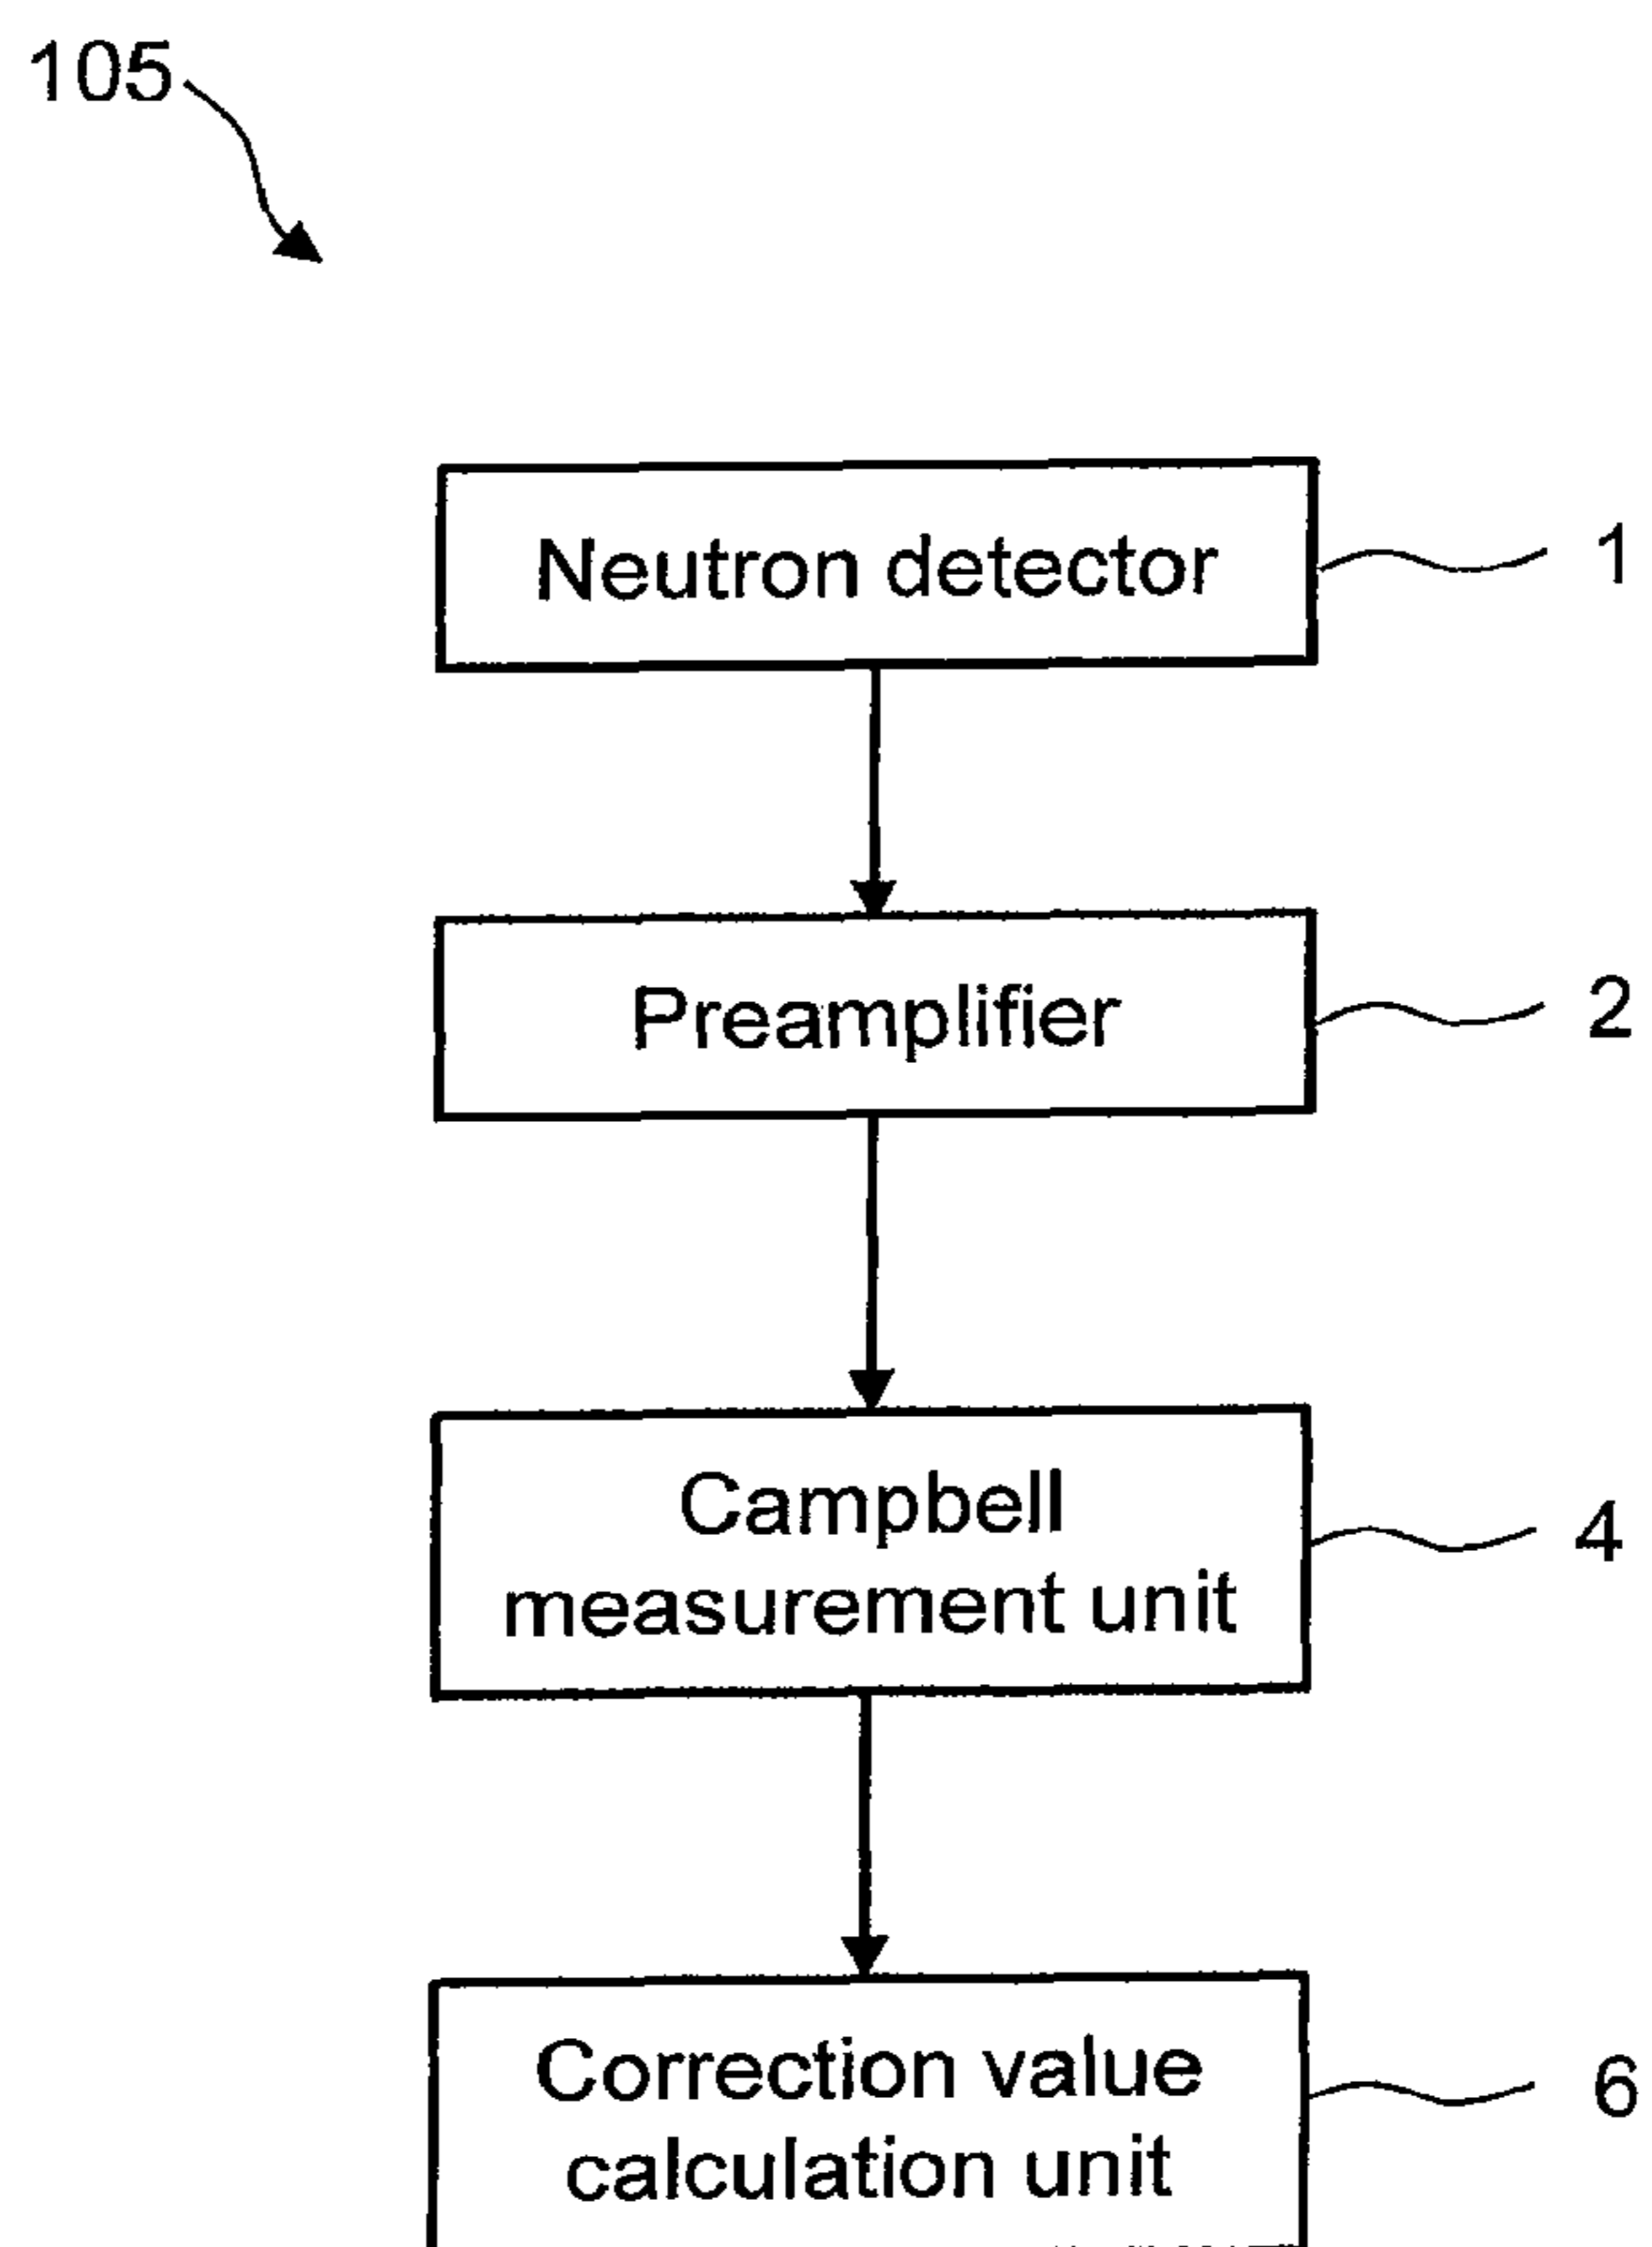 105
Neutron detector
1
Preamplifier
2
Campbell
measurement unit
4
Correction value
calculation unit
6